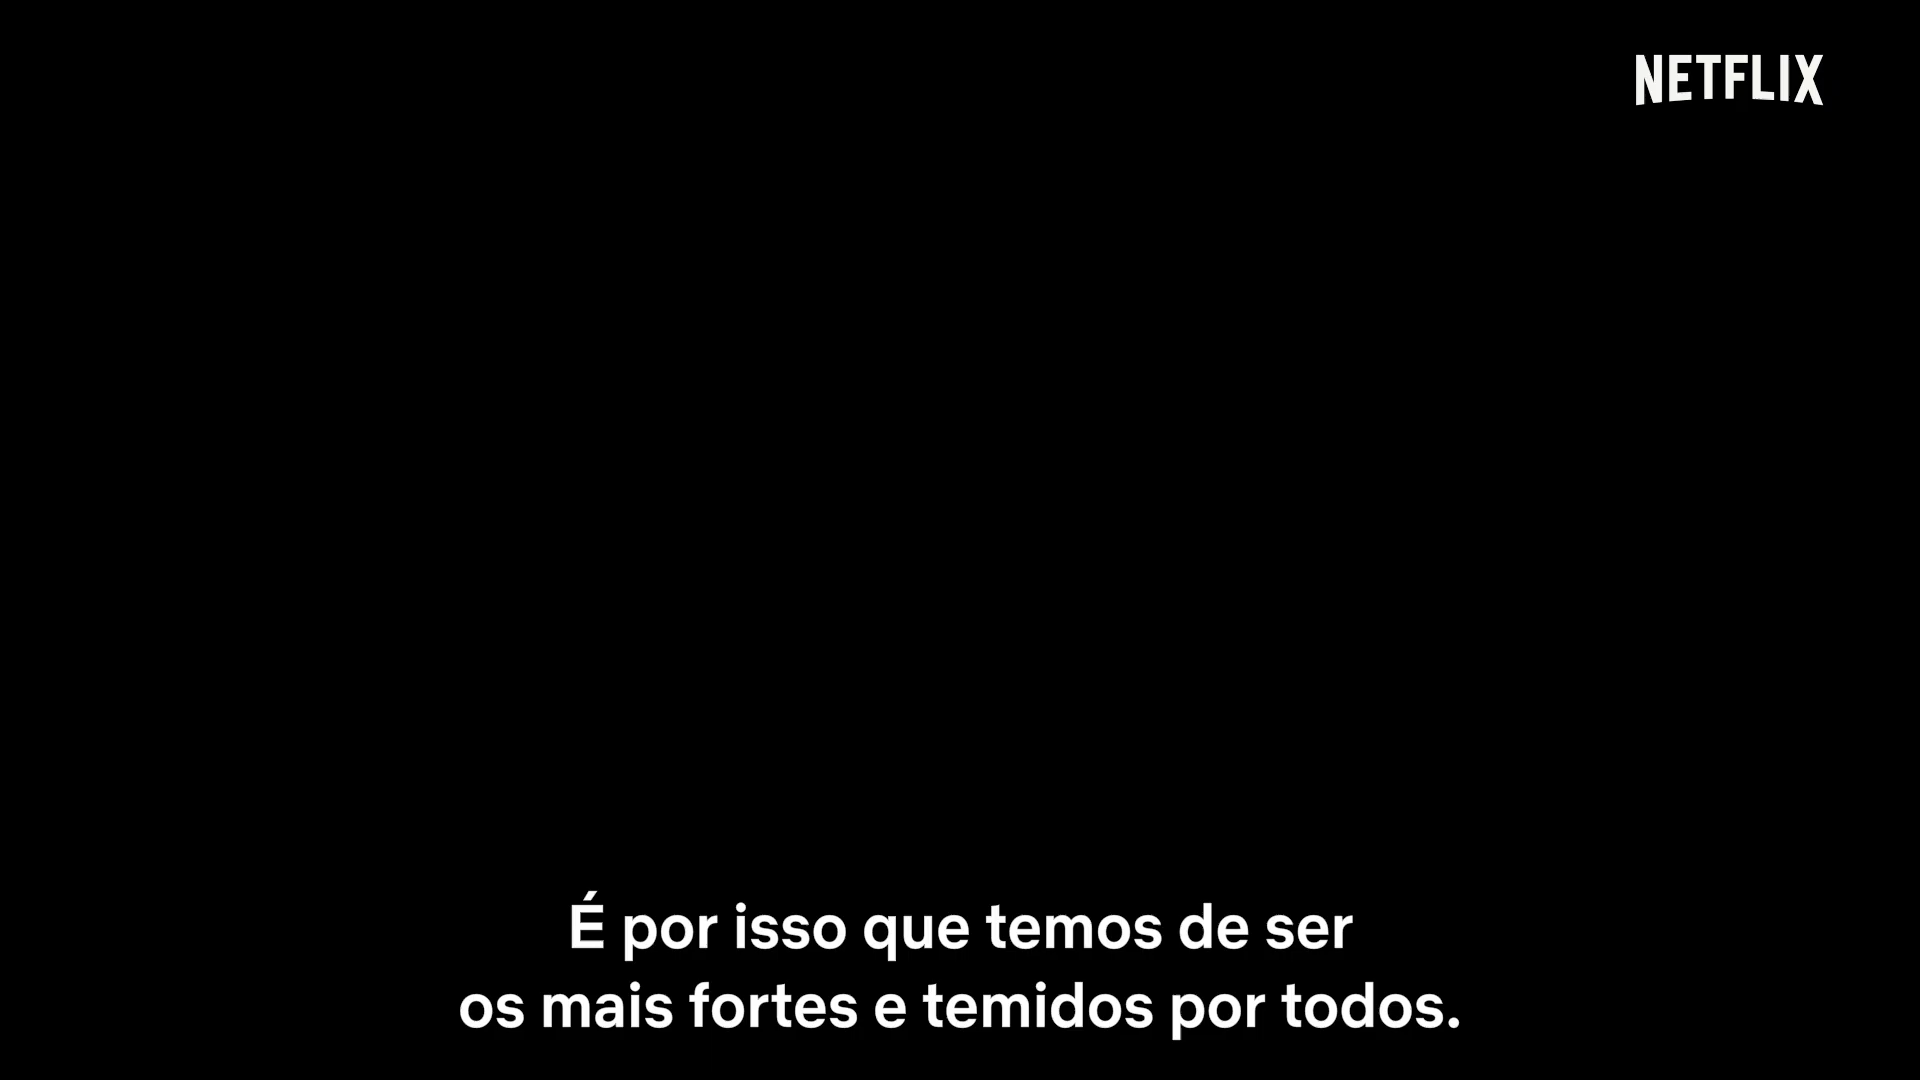 NETFLIX
É por isso que temos de ser
os mais fortes e temidos por todos.